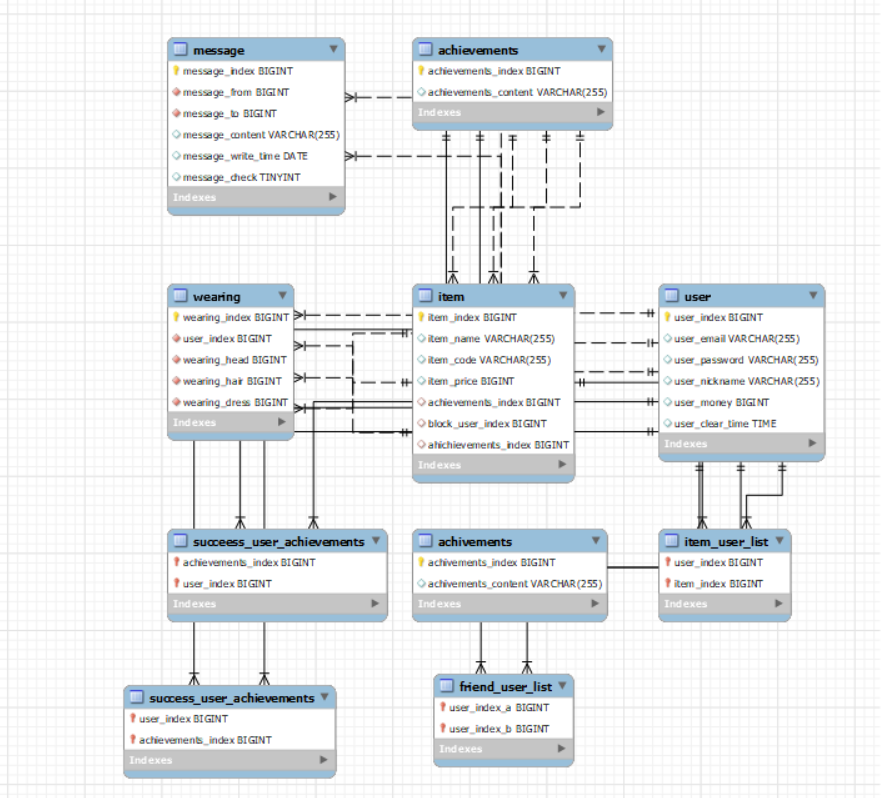 message
message_index BIGINT
message_from BIGINT
message_to BIGINT
message_content VARCHAR(255)
message_write_time DATE
message_check TINYINT
Indexes
achievements
achievements_index BIGINT
achievements_content VARCHAR(255)
Indexes
wearing
wearing_index BIGINT
user_index BIGINT
wearing_head BIGINT
wearing_hair BIGINT
wearing_dress BIGINT
Indexes
item
item_index BIGINT
item_name VARCHAR(255)
item_code VARCHAR(255)
item_price BIGINT
achievements_index BIGINT
block_user_index BIGINT
ahichievements_index BIGINT
Indexes
user
user_index BIGINT
user_email VARCHAR(255)
user_password VARCHAR(255)
user_nickname VARCHAR(255)
user_money BIGINT
user_clear_time TIME
Indexes
succeess_user_achievements
achievements_index BIGINT
user_index BIGINT
Indexes
achivements
achivements_index BIGINT
achivements_content VARCHAR(255)
Indexes
item_user_list
user_index BIGINT
item_index BIGINT
Indexes
success_user_achievements
user_index BIGINT
achievements_index BIGINT
Indexes
friend_user_list
user_index_a BIGINT
user_index_b BIGINT
Indexes